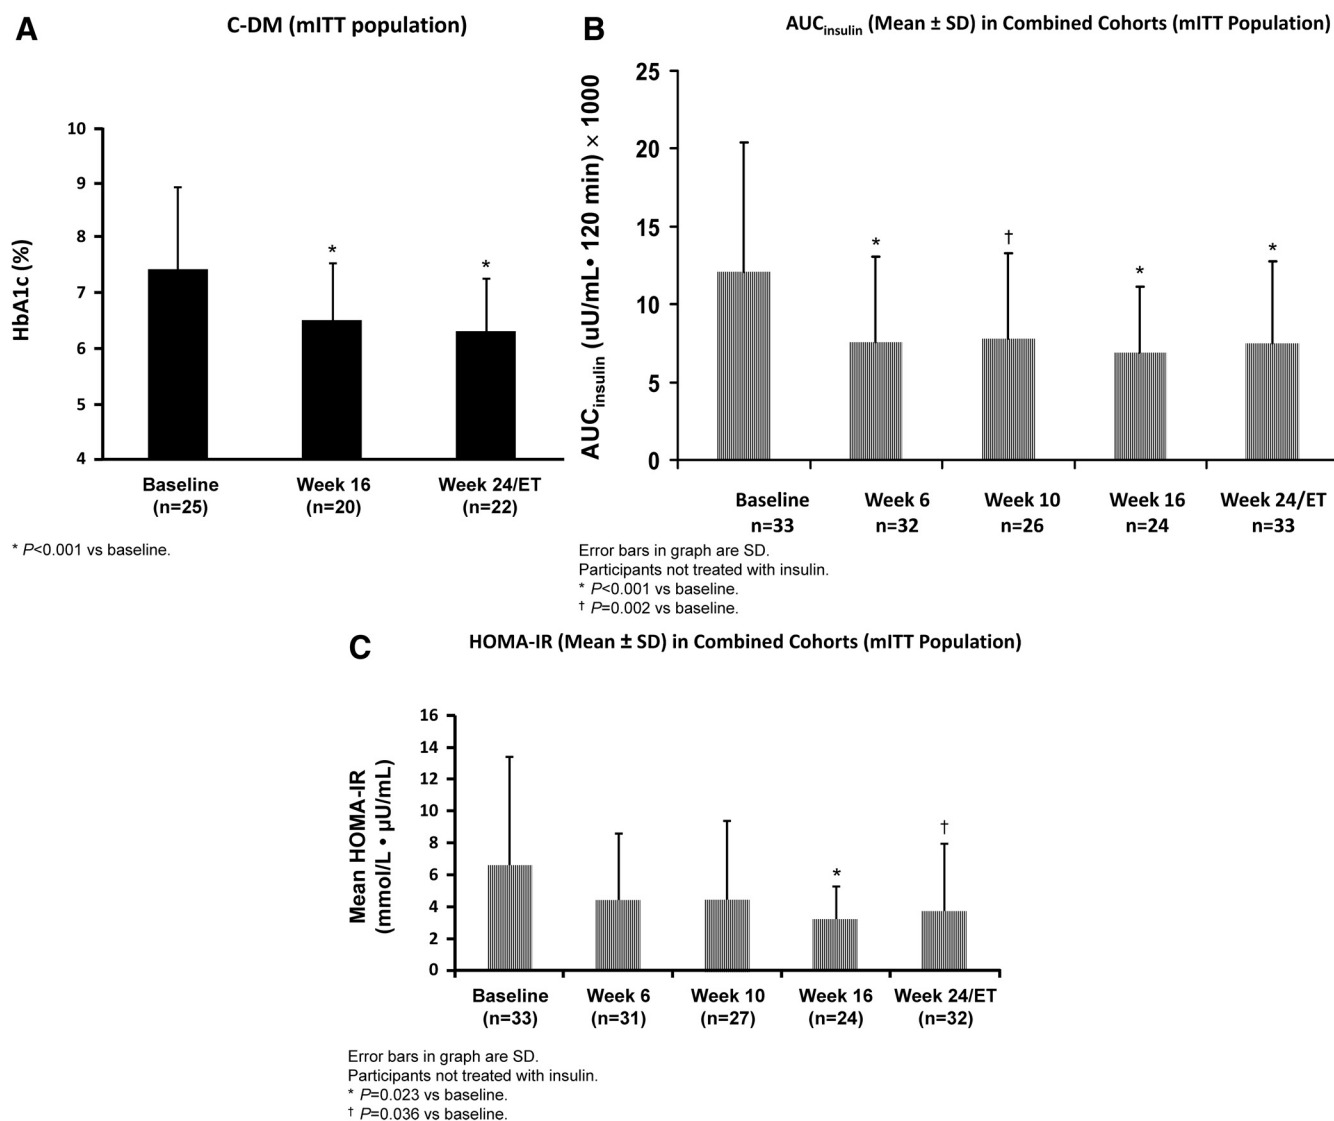 A
C-DM (mITT population)
HbA1c (%)
10
9
8
7
6
5
4
*
*
Baseline
(n=25)
Week 16
(n=20)
Week 24/ET
(n=22)
* P<0.001 vs baseline.
B
AUCinsulin (Mean ± SD) in Combined Cohorts (mITT Population)
AUCinsulin (uU/mL• 120 min) × 1000
25
20
15
10
5
0
*
†
*
*
Baseline
n=33
Week 6
n=32
Week 10
n=26
Week 16
n=24
Week 24/ET
n=33
Error bars in graph are SD.
Participants not treated with insulin.
* P<0.001 vs baseline.
† P=0.002 vs baseline.
C
HOMA-IR (Mean ± SD) in Combined Cohorts (mITT Population)
Mean HOMA-IR
(mmol/L • µU/mL)
16
14
12
10
8
6
4
2
0
*
†
Baseline
(n=33)
Week 6
(n=31)
Week 10
(n=27)
Week 16
(n=24)
Week 24/ET
(n=32)
Error bars in graph are SD.
Participants not treated with insulin.
* P=0.023 vs baseline.
† P=0.036 vs baseline.